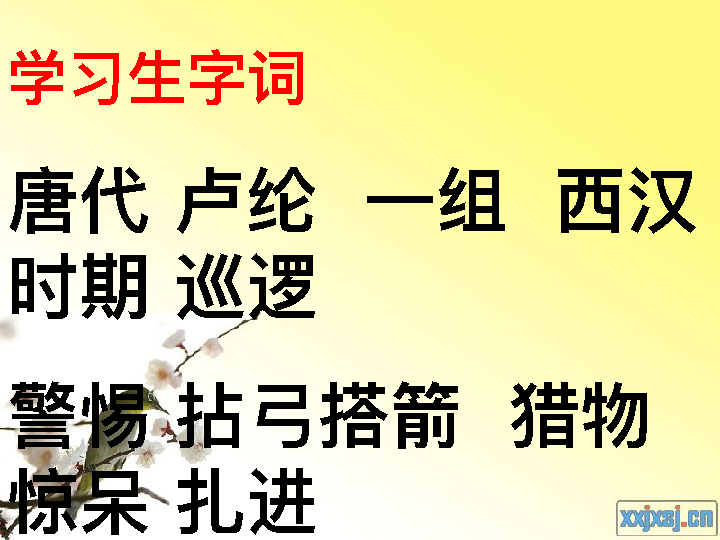 学习生字词
唐代 卢纶 一组 西汉
时期 巡逻
警惕 拈弓搭箭 猎物
惊呆 扎进
xxjxsj.cn